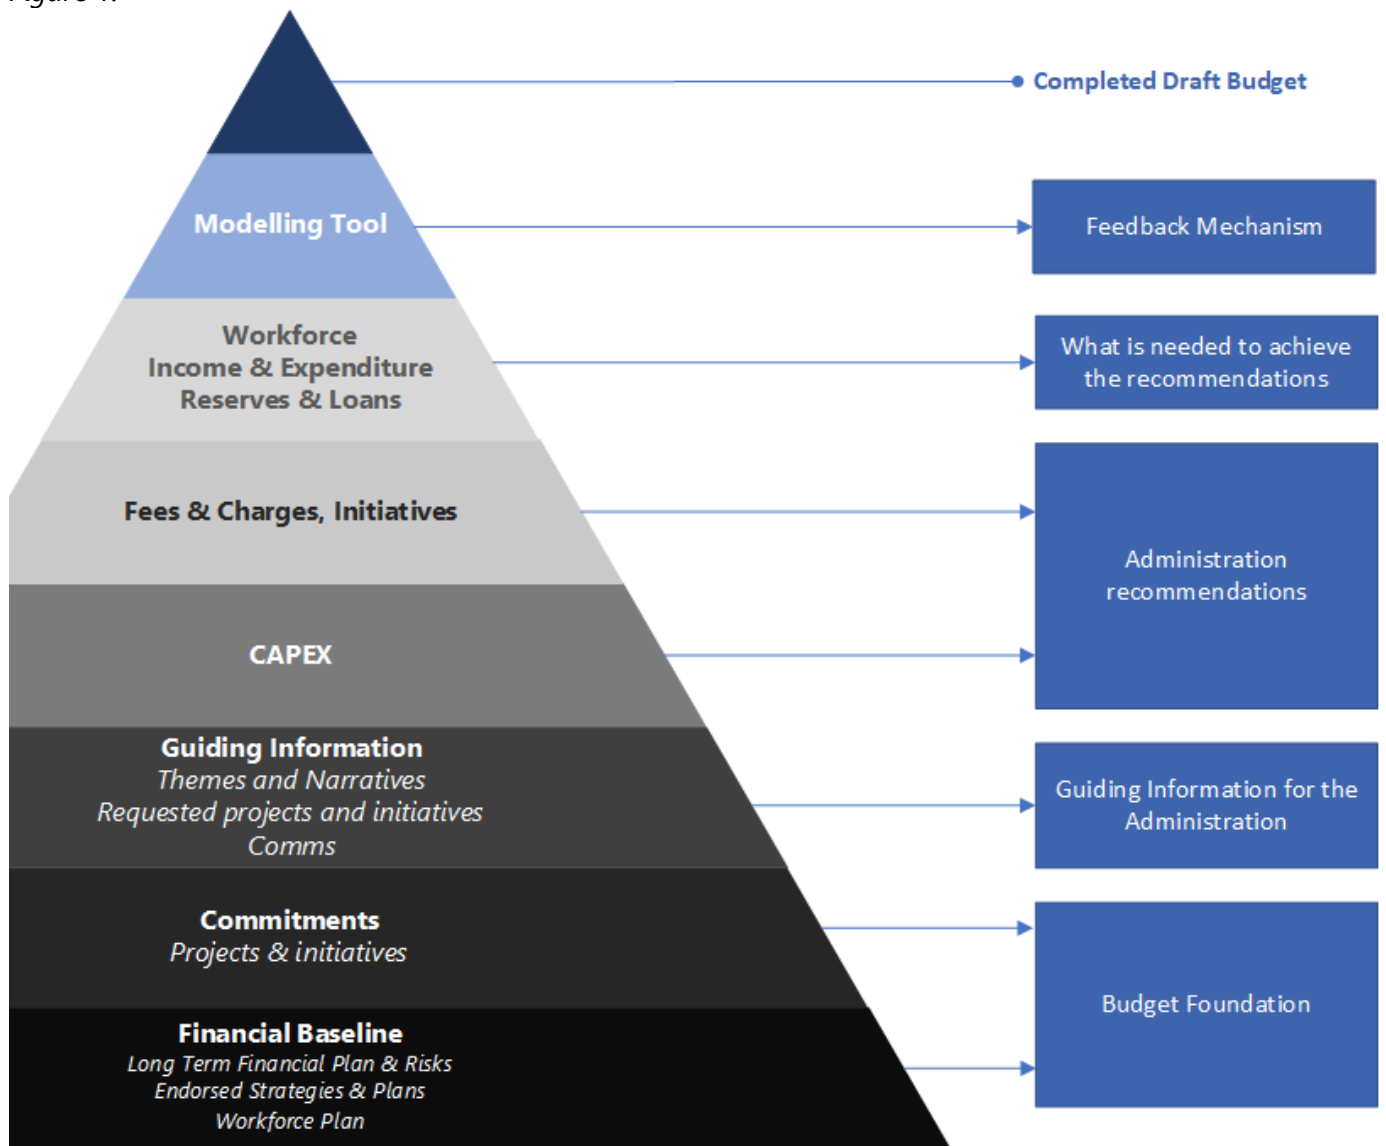 Completed Draft Budget
Modelling Tool
Feedback Mechanism
Workforce
Income & Expenditure
Reserves & Loans
What is needed to achieve
the recommendations
Fees & Charges, Initiatives
Administration
recommendations
CAPEX
Guiding Information
Themes and Narratives
Requested projects and initiatives
Comms
Guiding Information for the
Administration
Commitments
Projects & initiatives
Budget Foundation
Financial Baseline
Long Term Financial Plan & Risks
Endorsed Strategies & Plans
Workforce Plan